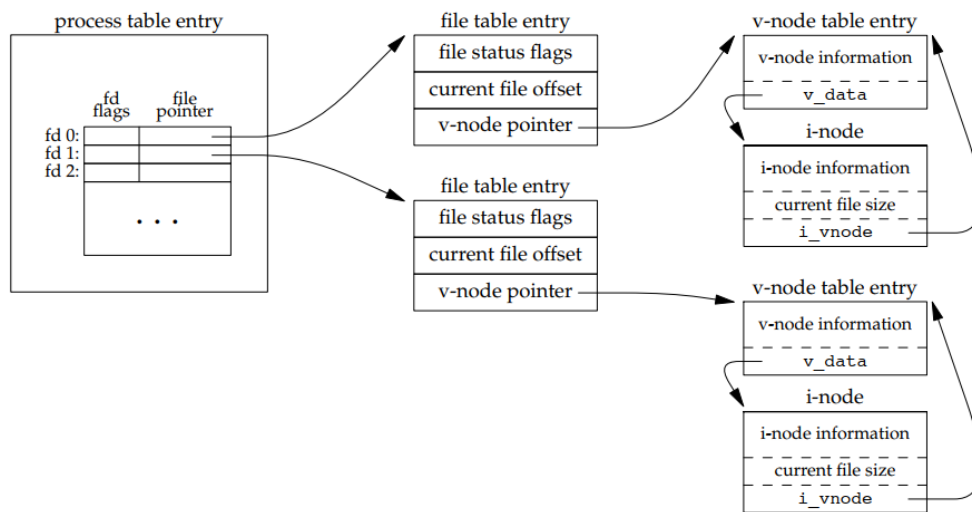 process table entry
fd
flags
file
pointer
fd 0:
fd 1:
fd 2:
. . .
file table entry
file status flags
current file offset
v-node pointer
file table entry
file status flags
current file offset
v-node pointer
v-node table entry
v-node information
v_data
i-node
i-node information
current file size
i_vnode
v-node table entry
v-node information
v_data
i-node
i-node information
current file size
i_vnode